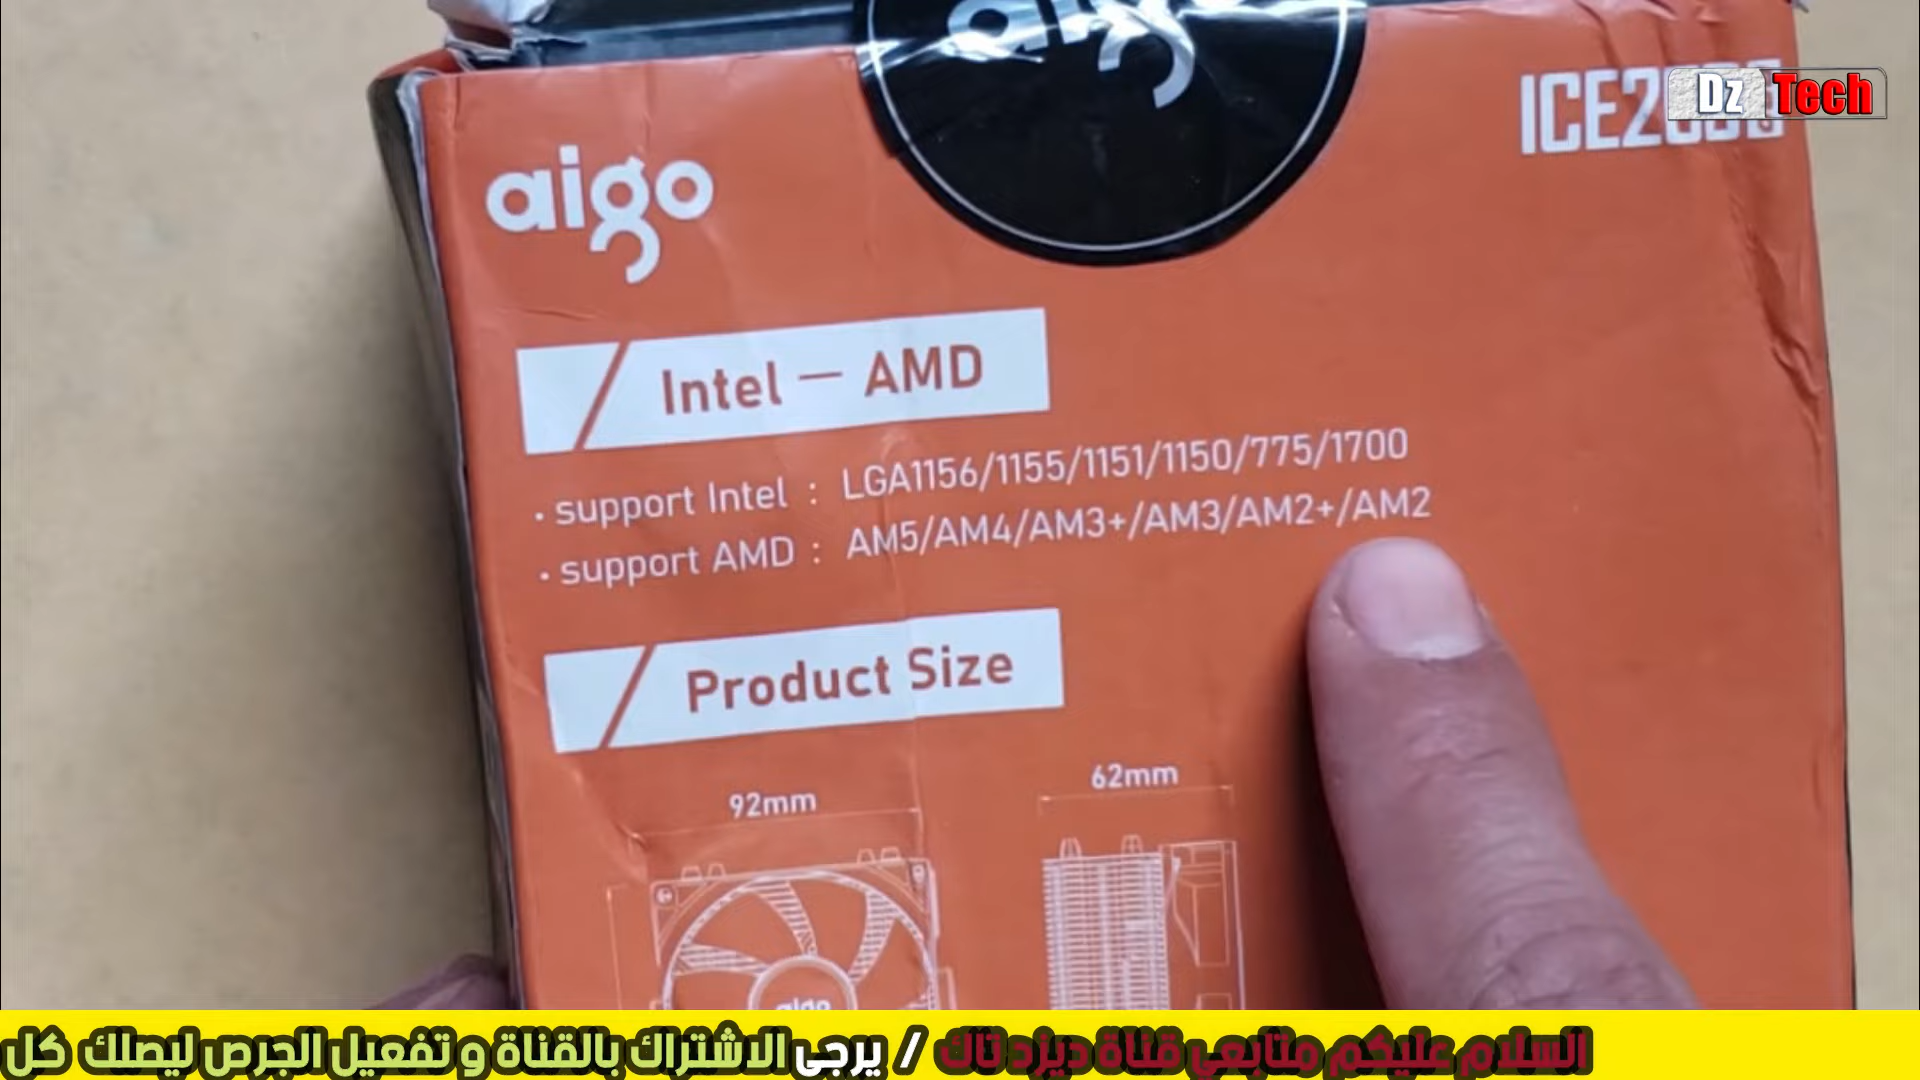 aigo
Dz Tech
aigo
Intel — AMD
· support Intel : LGA1156/1155/1151/1150/775/1700
· support AMD : AM5/AM4/AM3+/AM3/AM2+/AM2
Product Size
92mm
62mm
aigo
السلام عليكم متابعي قناة ديزد تاك / يرجى الاشتراك بالقناة و تفعيل الجرص ليصلك كل